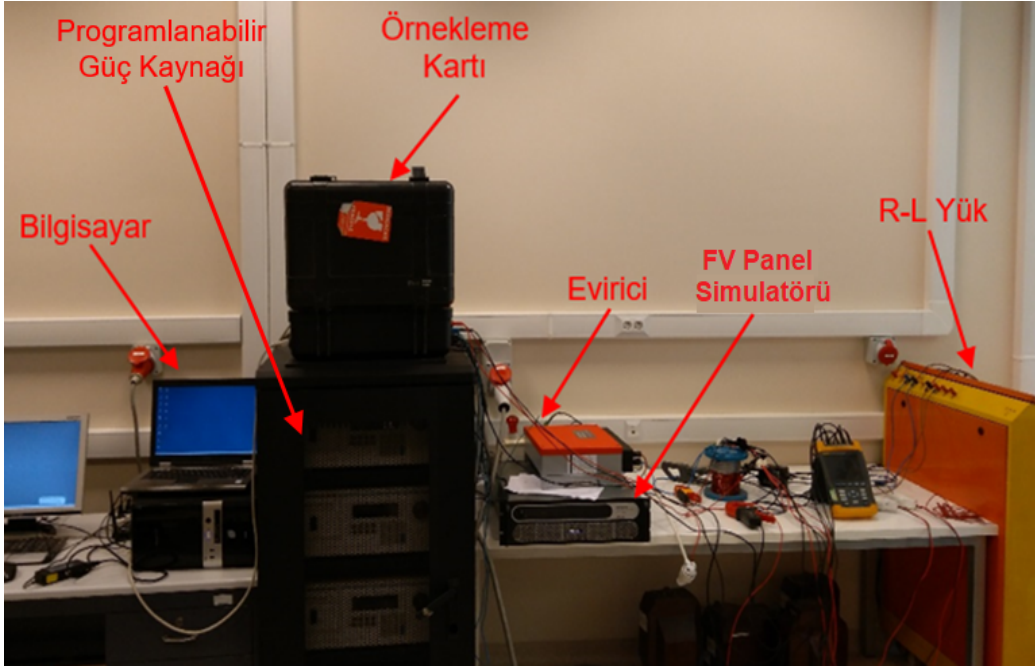 Programlanabilir
Güç Kaynağı
Örnekleme
Kartı
Bilgisayar
R-L Yük
FV Panel
Simulatörü
Evirici